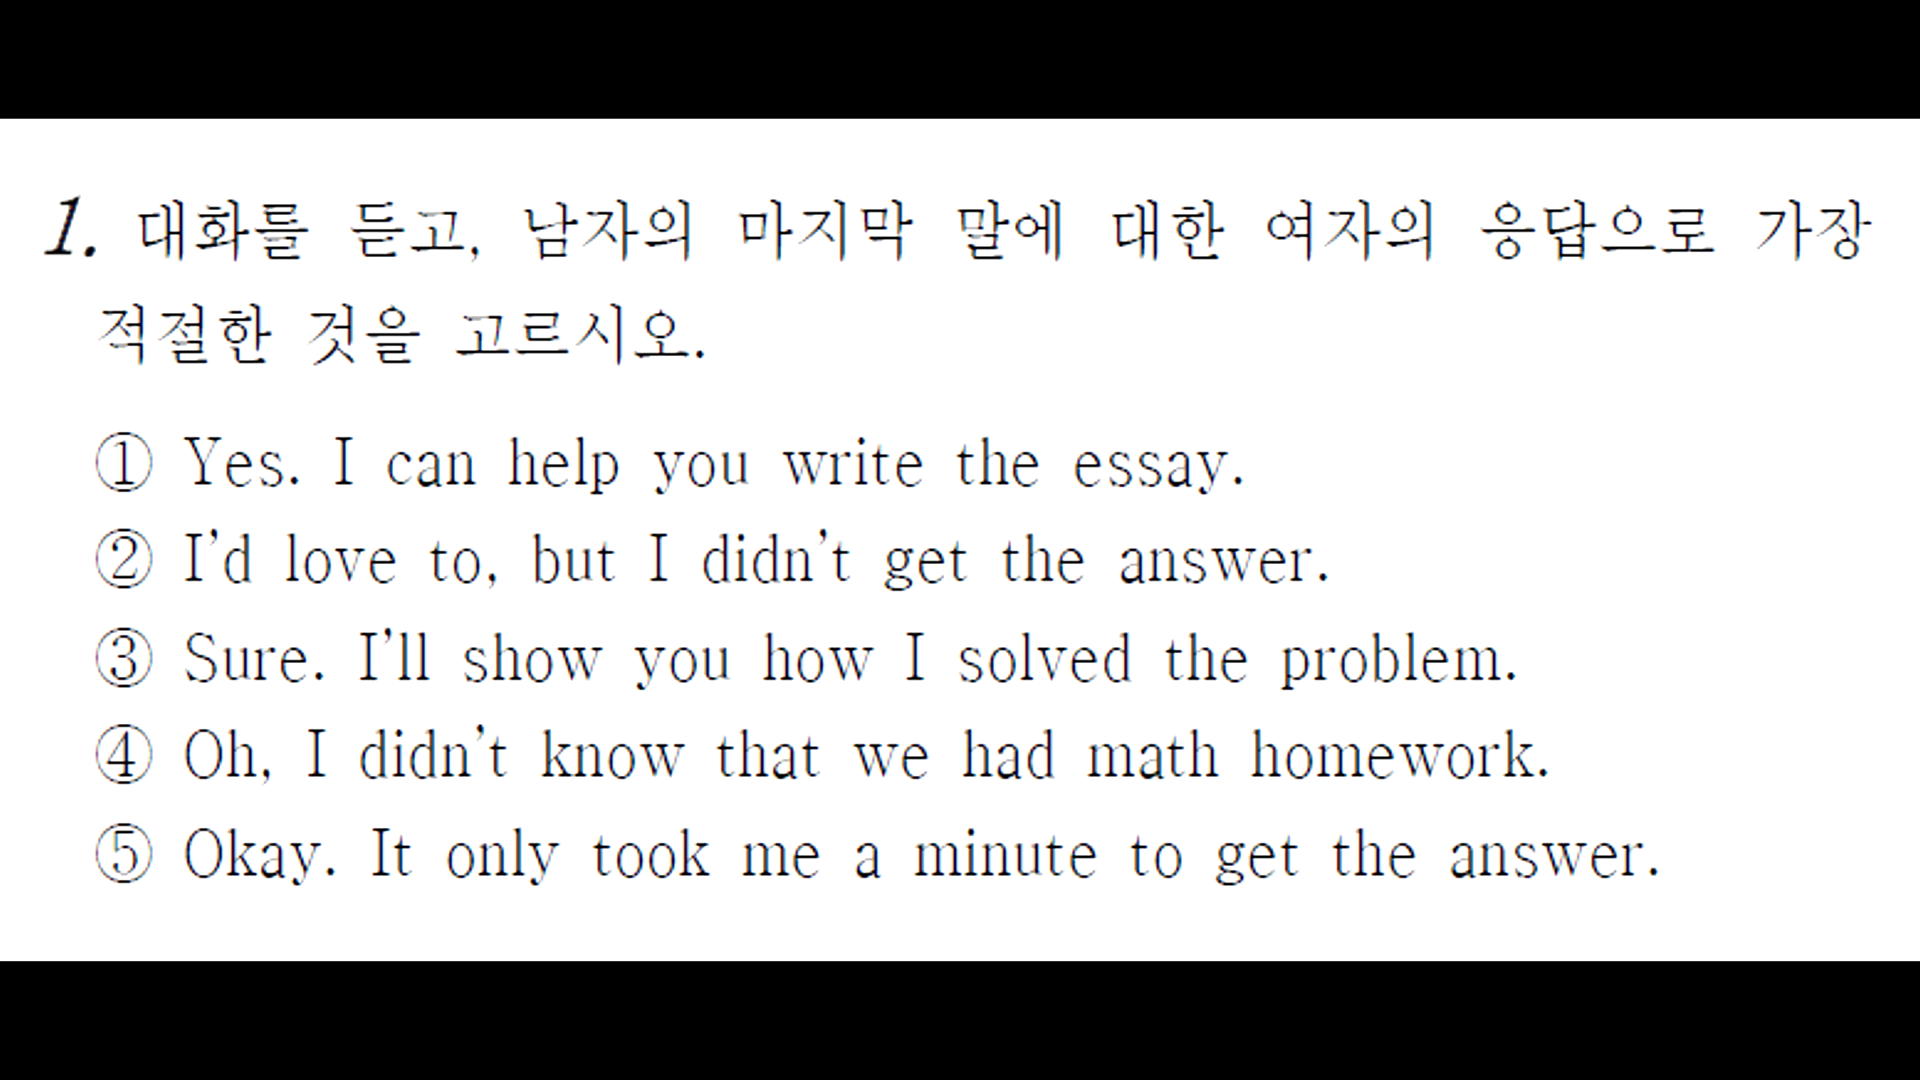 1. 대화를 듣고, 남자의 마지막 말에 대한 여자의 응답으로 가장
적절한 것을 고르시오.
① Yes. I can help you write the essay.
② I’d love to, but I didn’t get the answer.
③ Sure. I’ll show you how I solved the problem.
④ Oh, I didn’t know that we had math homework.
⑤ Okay. It only took me a minute to get the answer.